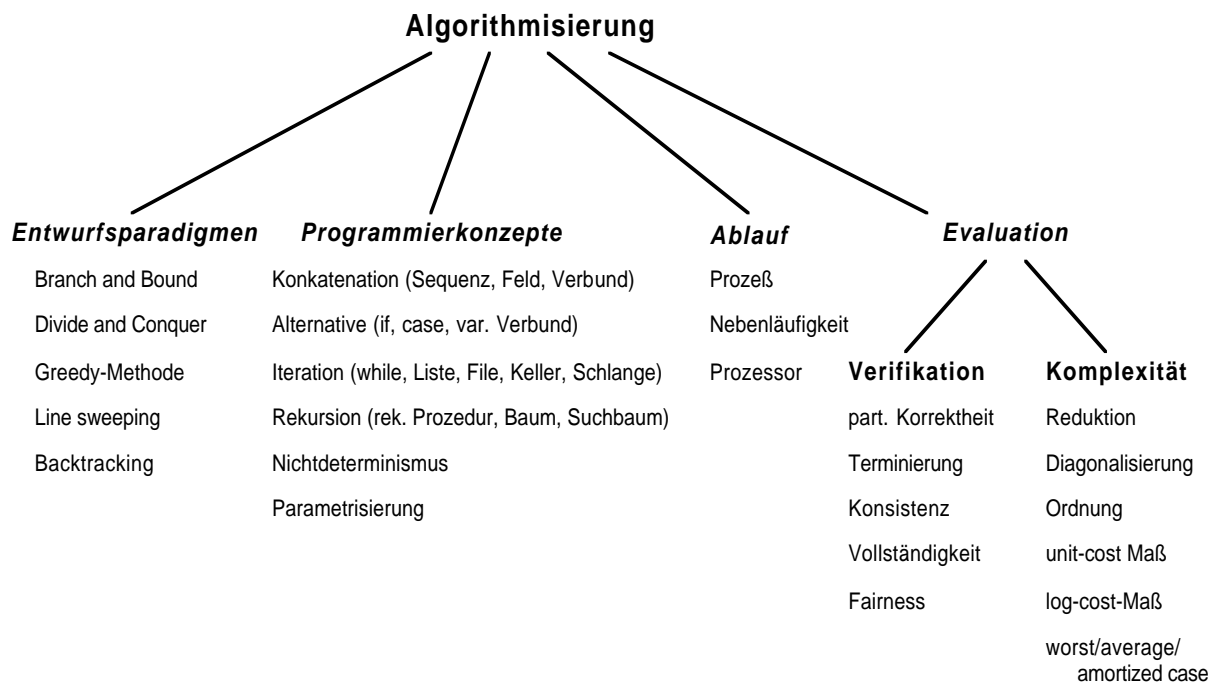 Algorithmisierung
Entwurfsparadigmen
Branch and Bound
Divide and Conquer
Greedy-Methode
Line sweeping
Backtracking
Programmierkonzepte
Konkatenation (Sequenz, Feld, Verbund)
Alternative (if, case, var. Verbund)
Iteration (while, Liste, File, Keller, Schlange)
Rekursion (rek. Prozedur, Baum, Suchbaum)
Nichtdeterminismus
Parametrisierung
Ablauf
Prozeß
Nebenläufigkeit
Prozessor
Evaluation
Verifikation
part. Korrektheit
Terminierung
Konsistenz
Vollständigkeit
Fairness
Komplexität
Reduktion
Diagonalisierung
Ordnung
unit-cost Maß
log-cost-Maß
worst/average/
amortized case